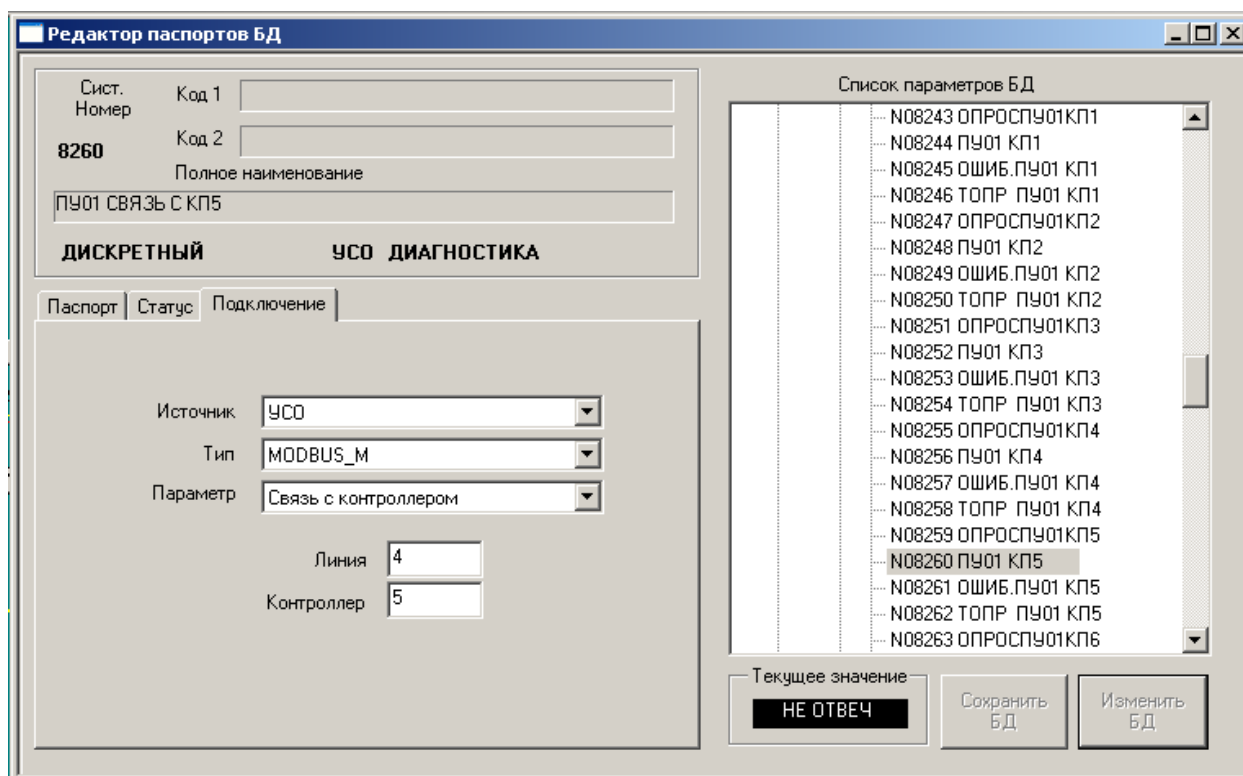 Редактор паспортов БД
Сист.
Номер
8260
Код 1
Код 2
Полное наименование
ПУ01 СВЯЗЬ С КП5
ДИСКРЕТНЫЙ УСО ДИАГНОСТИКА
Паспорт Статус Подключение
Источник УСО
Тип MODBUS_M
Параметр Связь с контроллером
Линия 4
Контроллер 5
Список параметров БД
N08243 ОПРОСПУ01КП1
N08244 ПУ01 КП1
N08245 ОШИБ.ПУ01 КП1
N08246 ТОПР ПУ01 КП1
N08247 ОПРОСПУ01КП2
N08248 ПУ01 КП2
N08249 ОШИБ.ПУ01 КП2
N08250 ТОПР ПУ01 КП2
N08251 ОПРОСПУ01КП3
N08252 ПУ01 КП3
N08253 ОШИБ.ПУ01 КП3
N08254 ТОПР ПУ01 КП3
N08255 ОПРОСПУ01КП4
N08256 ПУ01 КП4
N08257 ОШИБ.ПУ01 КП4
N08258 ТОПР ПУ01 КП4
N08259 ОПРОСПУ01КП5
N08260 ПУ01 КП5
N08261 ОШИБ.ПУ01 КП5
N08262 ТОПР ПУ01 КП5
N08263 ОПРОСПУ01КП6
Текущее значение
НЕ ОТВЕЧ
Сохранить
БД
Изменить
БД